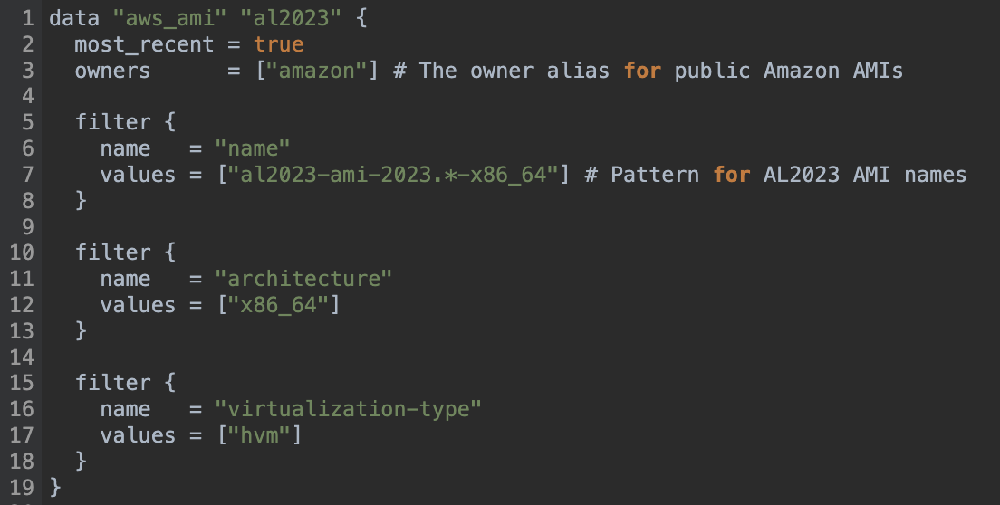 1 data "aws_ami" "al2023" {
2   most_recent = true
3   owners      = ["amazon"] # The owner alias for public Amazon AMIs
4
5   filter {
6     name   = "name"
7     values = ["al2023-ami-2023.*-x86_64"] # Pattern for AL2023 AMI names
8   }
9
10   filter {
11     name   = "architecture"
12     values = ["x86_64"]
13   }
14
15   filter {
16     name   = "virtualization-type"
17     values = ["hvm"]
18   }
19 }